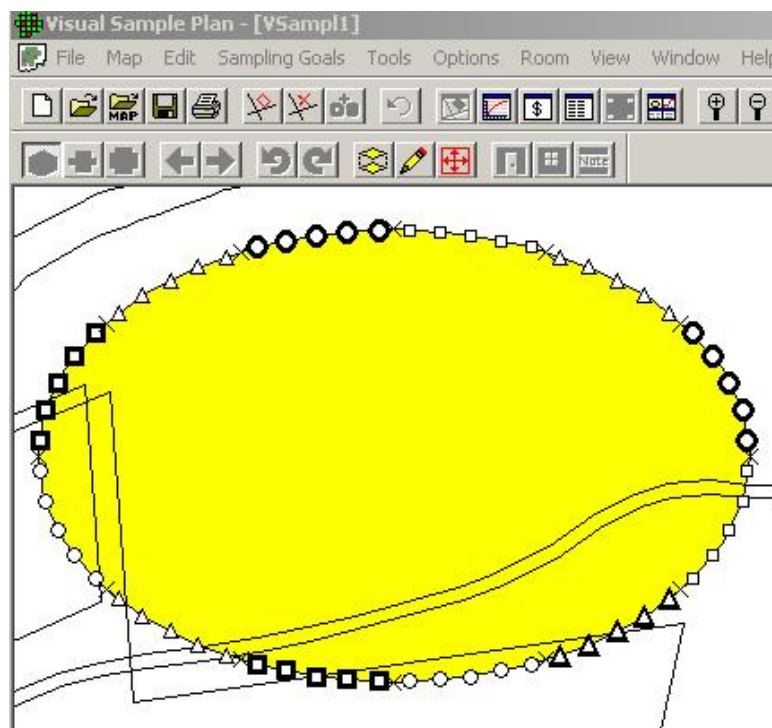 Visual Sample Plan - [VSampl1]
File Map Edit Sampling Goals Tools Options Room View Window Help
MAP $
Note